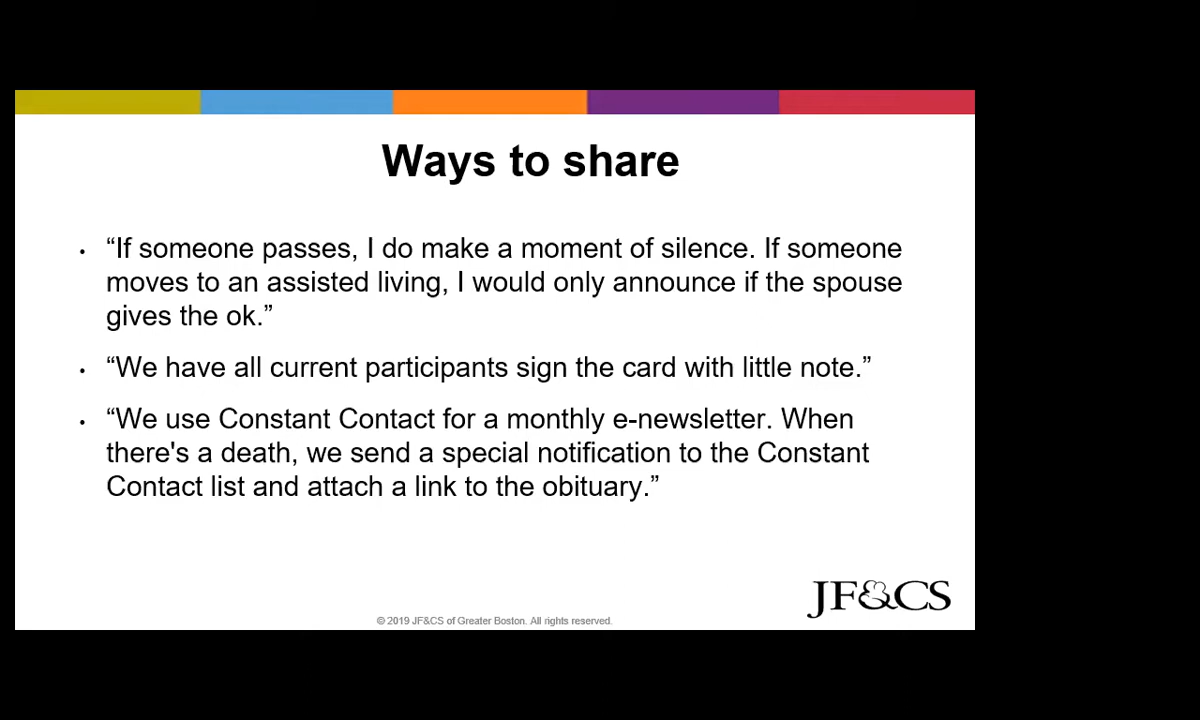 Ways to share
• “If someone passes, I do make a moment of silence. If someone
moves to an assisted living, I would only announce if the spouse
gives the ok.”
• “We have all current participants sign the card with little note.”
• “We use Constant Contact for a monthly e-newsletter. When
there's a death, we send a special notification to the Constant
Contact list and attach a link to the obituary.”
JF&CS
© 2019 JF&CS of Greater Boston. All rights reserved.